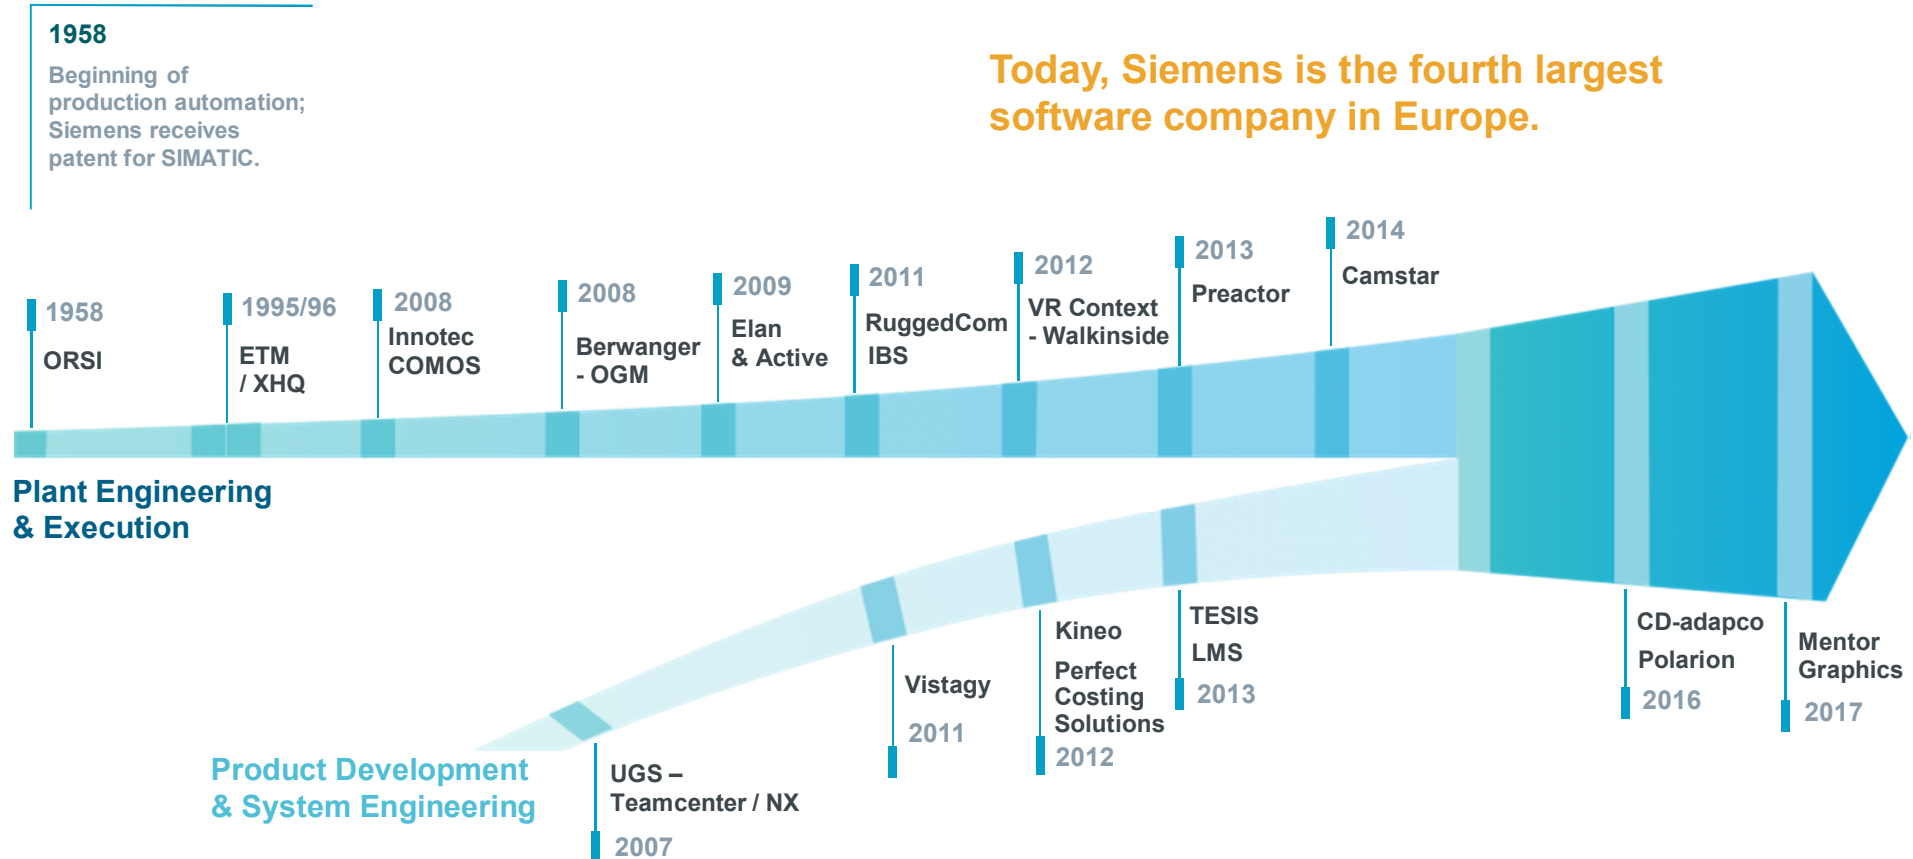 1958
Beginning of
production automation;
Siemens receives
patent for SIMATIC.
Today, Siemens is the fourth largest
software company in Europe.
1958
ORSI
1995/96
ETM
/ XHQ
2008
Innotec
COMOS
2008
Berwanger
- OGM
2009
Elan
& Active
2011
RuggedCom
IBS
2012
VR Context
- Walkinside
2013
Preactor
2014
Camstar
Plant Engineering
& Execution
Product Development
& System Engineering
UGS –
Teamcenter / NX
2007
Vistagy
2011
Kineo
Perfect
Costing
Solutions
2012
TESIS
LMS
2013
CD-adapco
Polarion
2016
Mentor
Graphics
2017